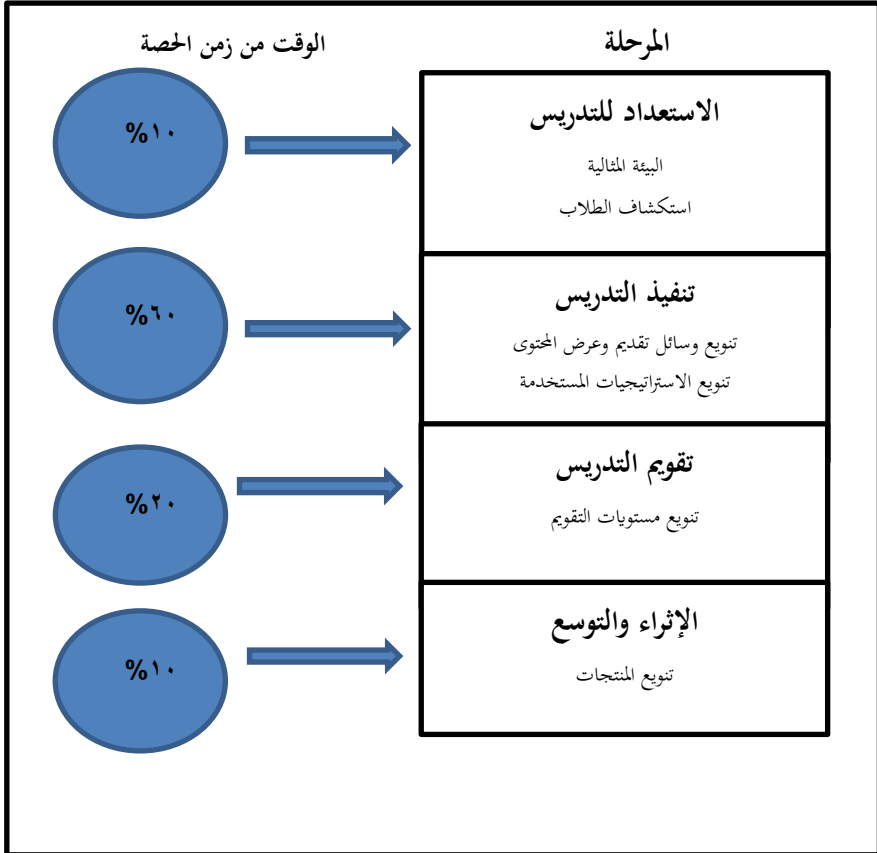 المرحلة
الوقت من زمن الحصة
الاستعداد للتدريس
البيئة المثالية
استكشاف الطلاب
%١٠
تنفيذ التدريس
تنويع وسائل تقديم وعرض المحتوى
تنويع الاستراتيجيات المستخدمة
%٦٠
تقويم التدريس
تنويع مستويات التقويم
%٢٠
الإثراء والتوسع
تنويع المنتجات
%١٠